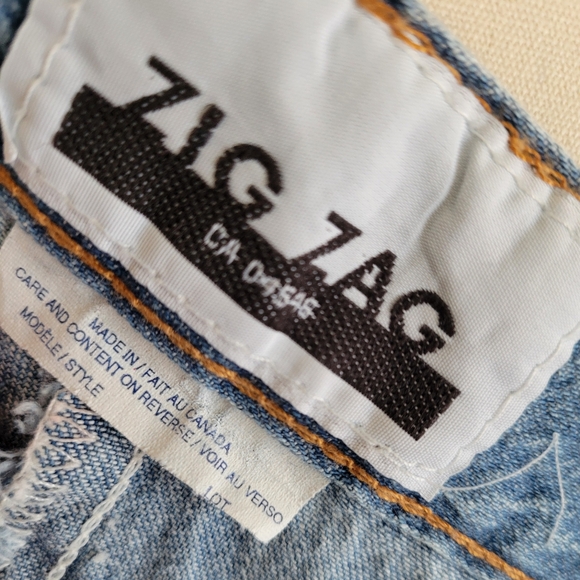 ZIG ZAG
MADE IN / FAIT AU CANADA
CARE AND CONTENT ON REVERSE / VOIR AU VERSO
MODÈLE / STYLE
LOT